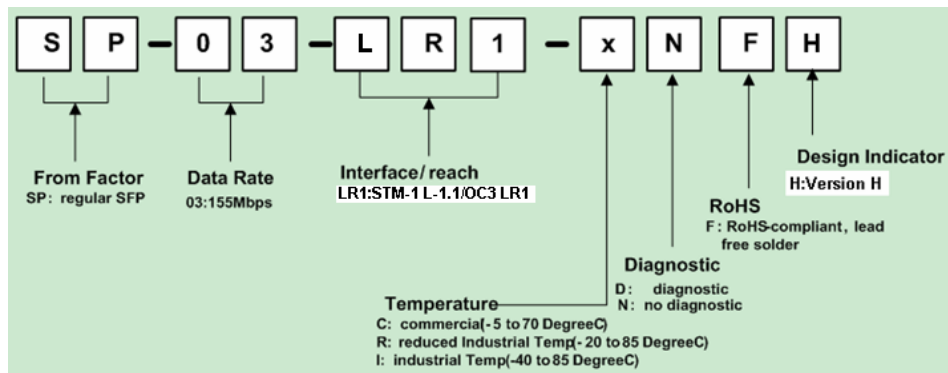 S P - 0 3 - L R 1 - x N F H
Design Indicator
H:Version H
Interface/ reach
LR1:STM-1 L-1.1/OC3 LR1
From Factor
SP: regular SFP
Data Rate
03:155Mbps
RoHS
F: RoHS-compliant, lead
free solder
Diagnostic
D: diagnostic
N: no diagnostic
Temperature
C: commercial(- 5 to 70 DegreeC)
R: reduced Industrial Temp(- 20 to 85 DegreeC)
I: industrial Temp(-40 to 85 DegreeC)